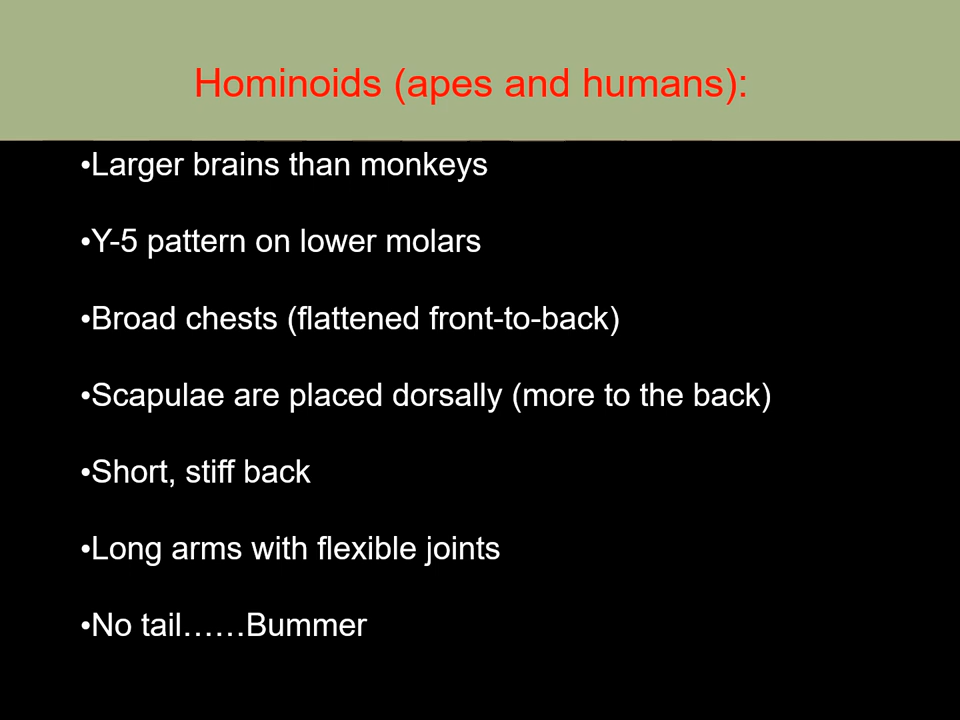 Hominoids (apes and humans):
•Larger brains than monkeys
•Y-5 pattern on lower molars
•Broad chests (flattened front-to-back)
•Scapulae are placed dorsally (more to the back)
•Short, stiff back
•Long arms with flexible joints
•No tail……Bummer